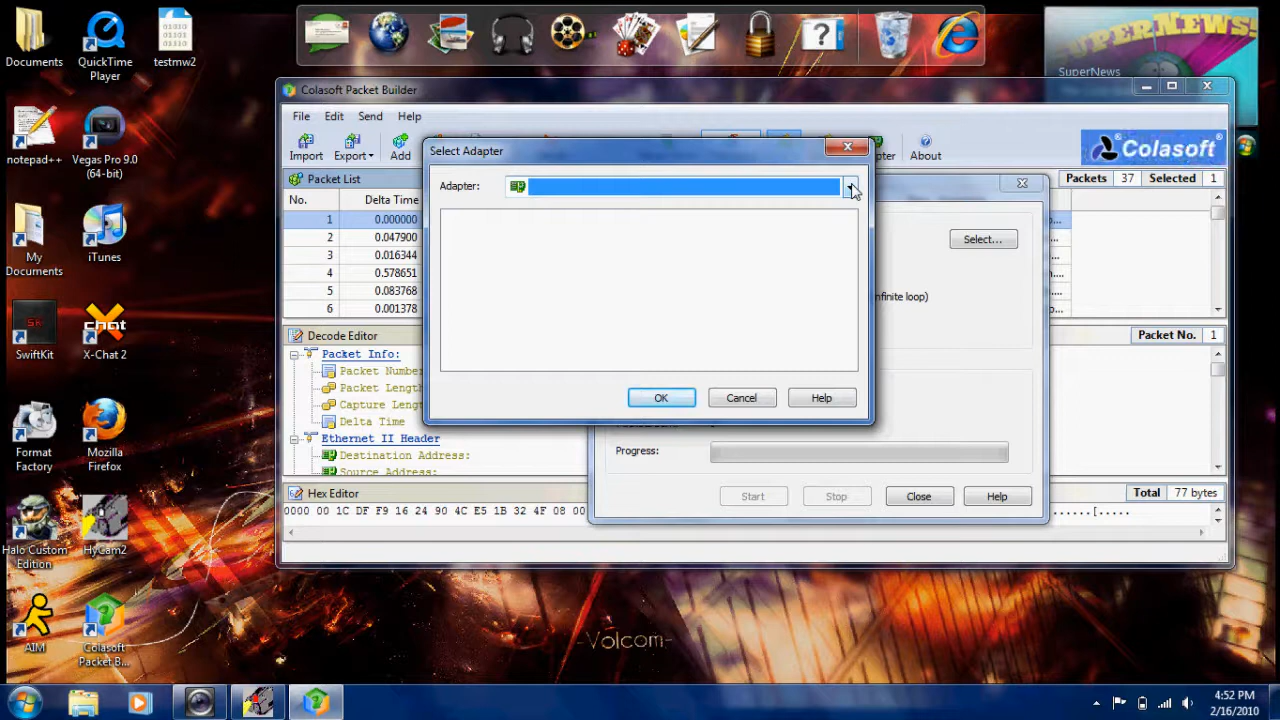 Documents
QuickTime
Player
testmw2
notepad++
Vegas Pro 9.0
(64-bit)
My
Documents
iTunes
SwiftKit
X-Chat 2
Format
Factory
Mozilla
Firefox
Halo Custom
Edition
HyCam2
AIM
Colasoft
Packet B...
SUPERNEWS!
SuperNews
Colasoft Packet Builder
File Edit Send Help
Import Export Add About
Colasoft
Packet List
Packets 37 Selected 1
No. Delta Time
1 0.000000
2 0.047900
3 0.016344
4 0.578651
5 0.083768
6 0.001378
Select Adapter
Adapter:
OK Cancel Help
Select...
nfinite loop)
Decode Editor
Packet No. 1
Packet Info:
Packet Number
Packet Length
Capture Leng
Delta Time
Ethernet II Header
Destination Address:
Source Address:
Progress:
Start Stop Close Help
Hex Editor
Total 77 bytes
0000 00 1C DF F9 16 24 90 4C E5 1B 32 4F 08 00
......[.....
-Volcom-
4:52 PM
2/16/2010